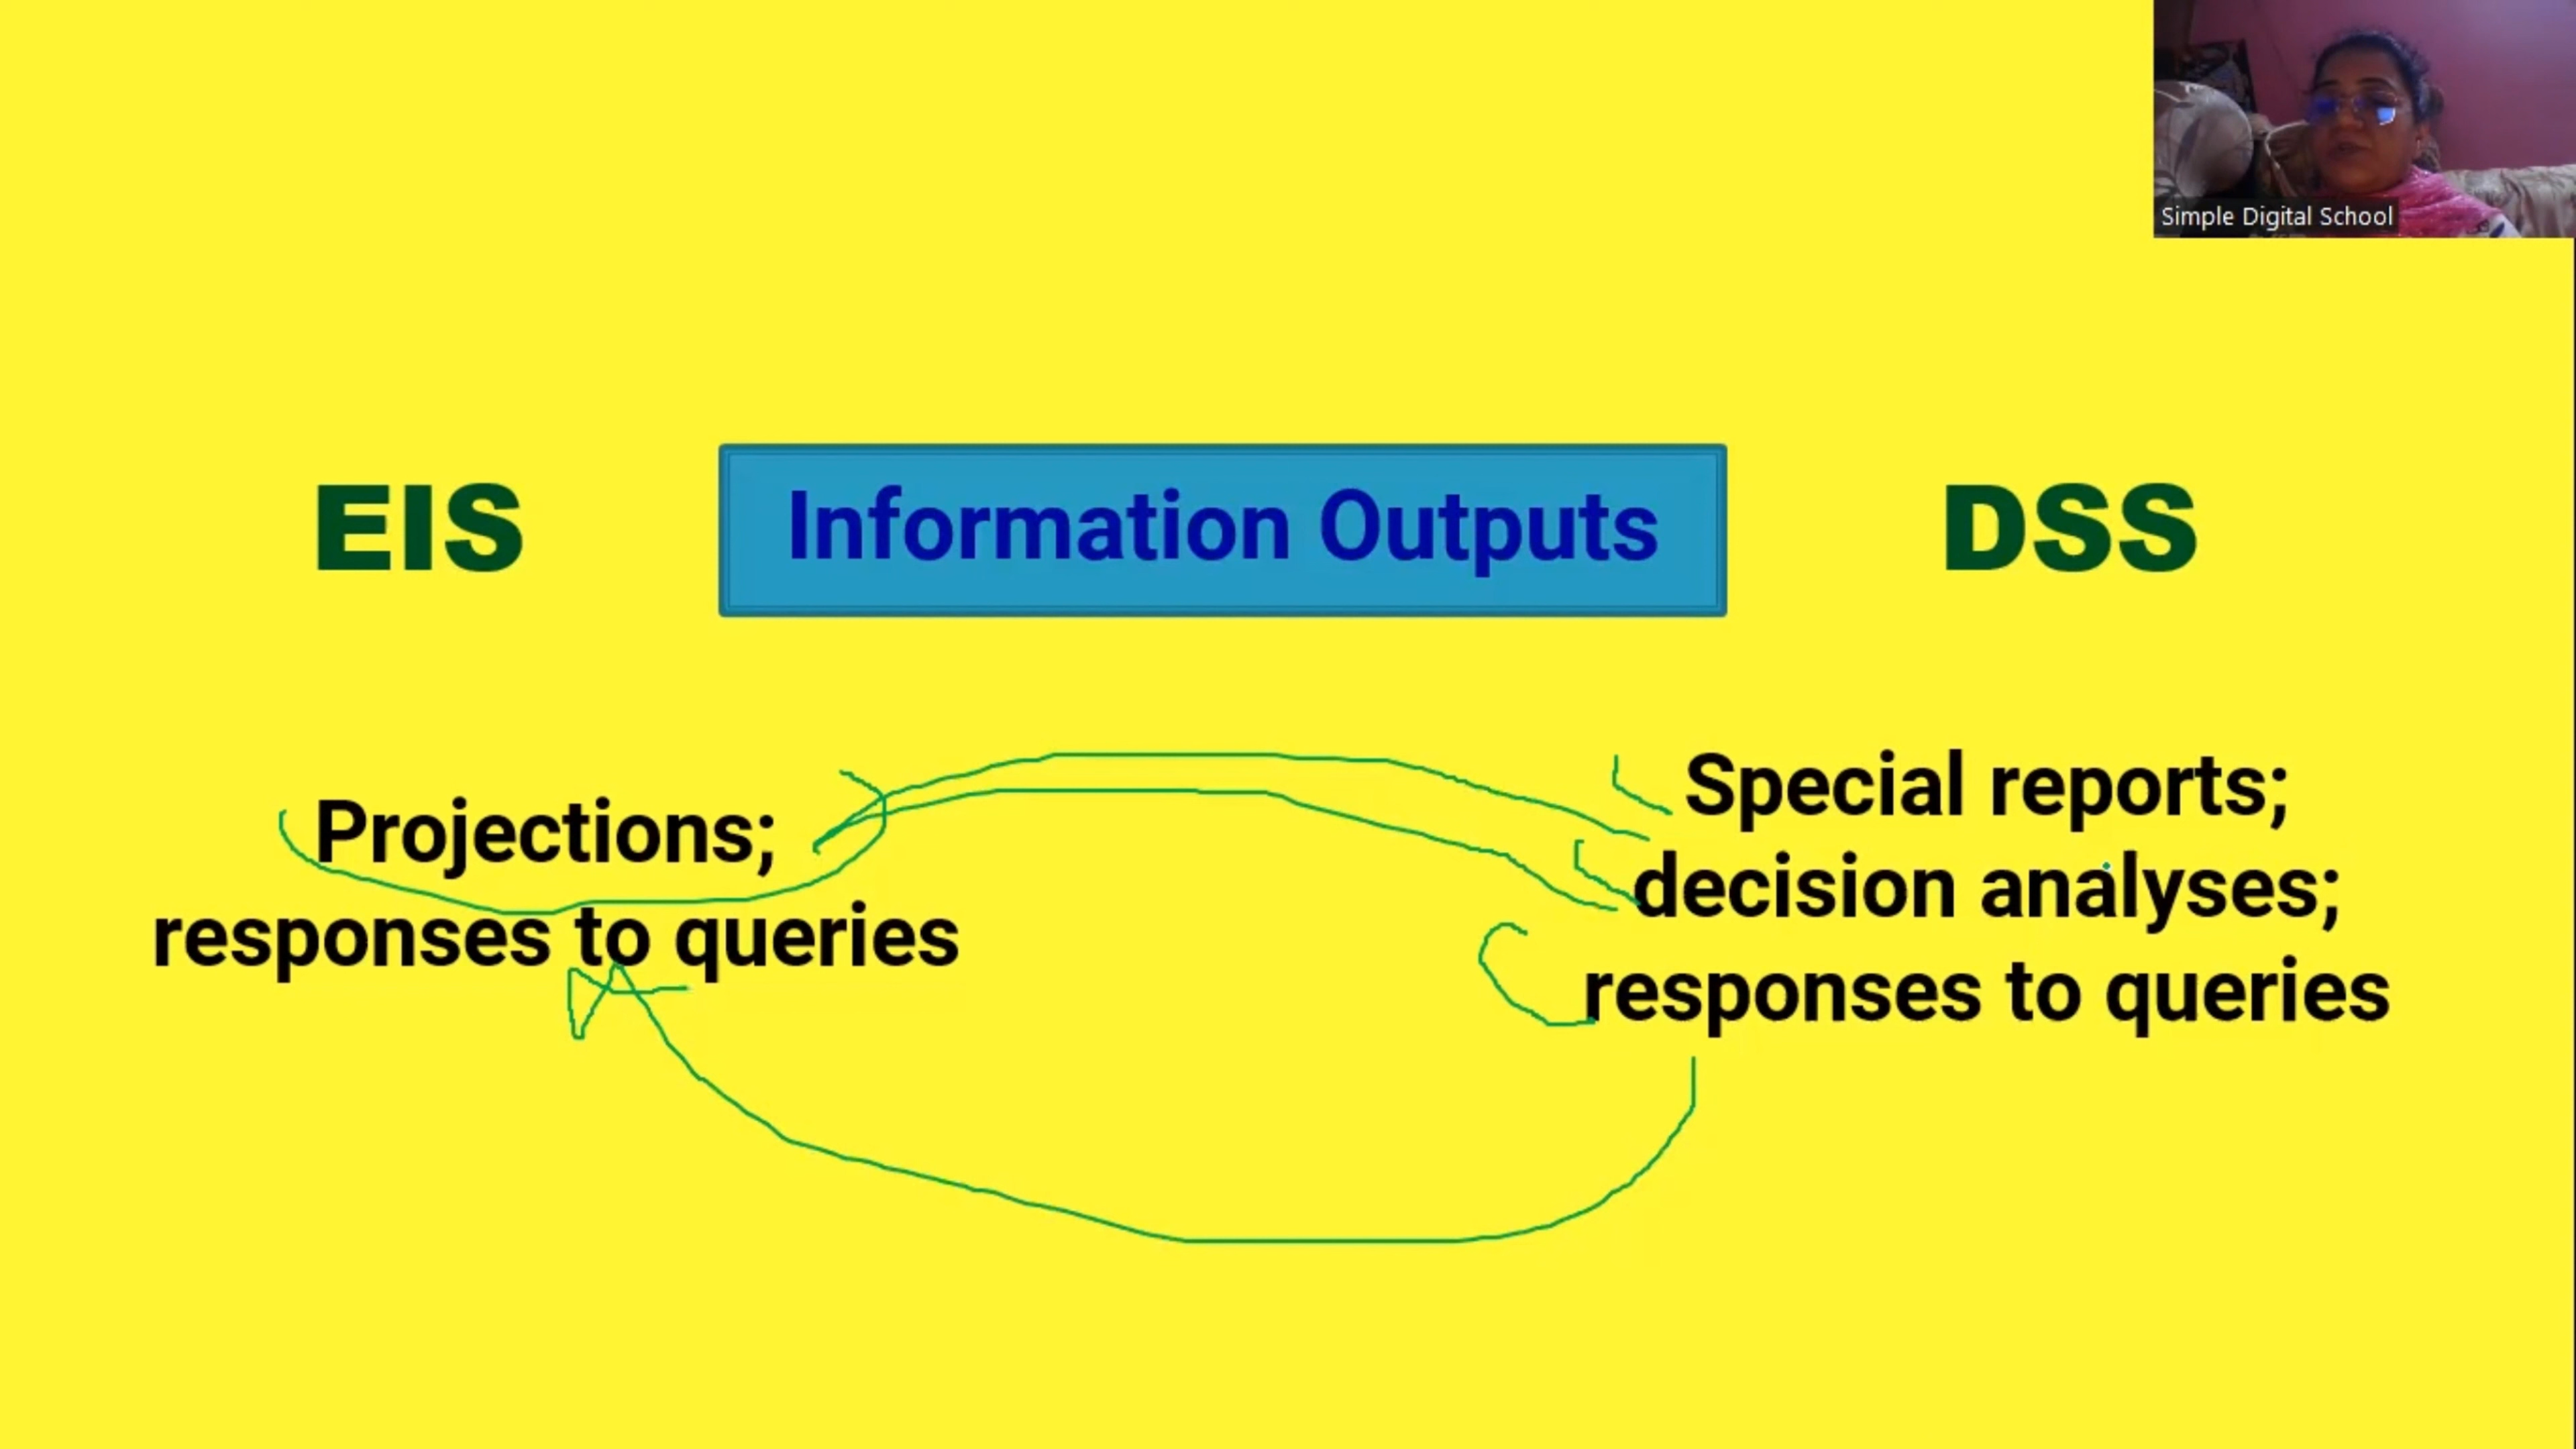 Simple Digital School
EIS
Information Outputs
DSS
Projections;
responses to queries
Special reports;
decision analyses;
responses to queries